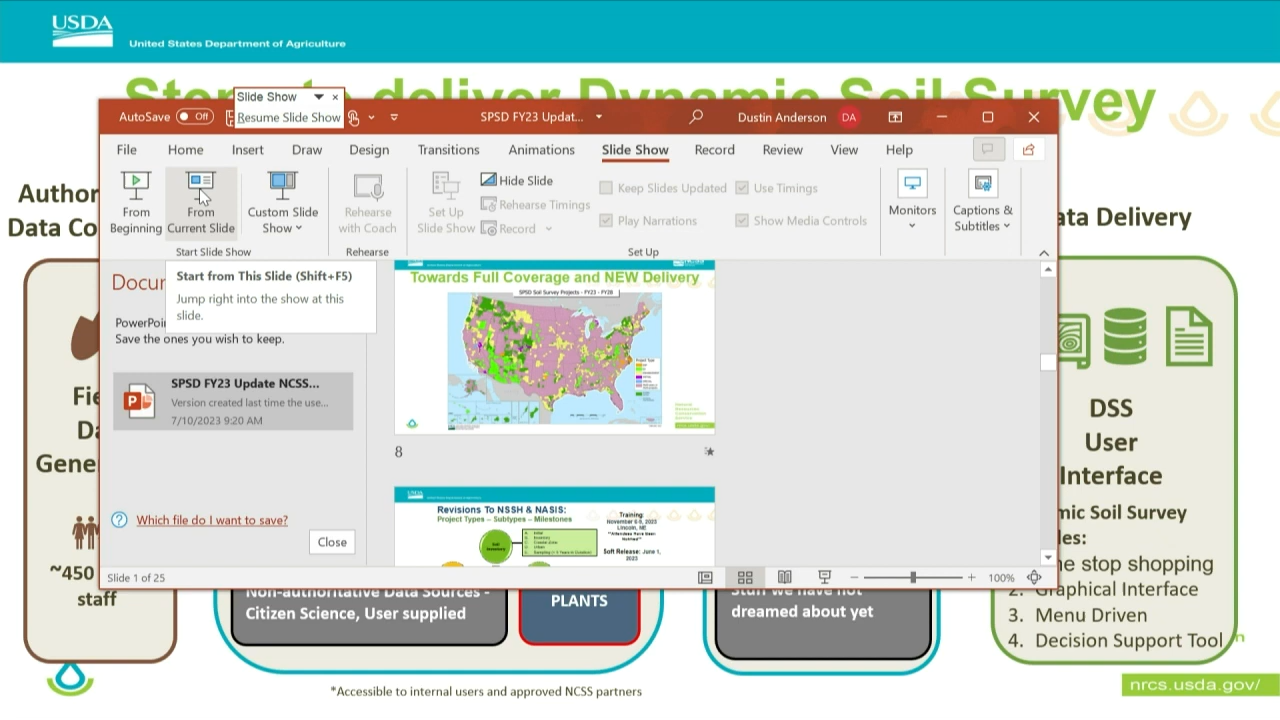 USDA
United States Department of Agriculture
Steps to deliver Dynamic Soil Survey
Slide Show
Resume Slide Show
AutoSave Off
SPSD FY23 Updat...
Dustin Anderson DA
File Home Insert Draw Design Transitions Animations Slide Show Record Review View Help
From Beginning
From Current Slide
Custom Slide Show
Start Slide Show
Rehearse with Coach
Rehearse
Set Up Slide Show
Hide Slide
Rehearse Timings
Record
Keep Slides Updated
Play Narrations
Use Timings
Show Media Controls
Set Up
Monitors
Captions & Subtitles
Start from This Slide (Shift+F5)
Jump right into the show at this
slide.
Docu
PowerPoi
Save the ones you wish to keep.
SPSD FY23 Update NCSS...
Version created last time the use...
7/10/2023 9:20 AM
Which file do I want to save?
Close
Towards Full Coverage and NEW Delivery
SPSD Soil Survey Projects - FY23 - FY28
8
USDA
Revisions To NSSH & NASIS:
Project Types – Subtypes – Milestones
Training:
November 6-9, 2023
Lincoln, NE
Soft Release: June 1,
2023
Slide 1 of 25
100%
Author
Data Co
Fie
Da
Gener
~450
staff
Non-authoritative Data Sources -
Citizen Science, User supplied
PLANTS
Stuff we have not
dreamed about yet
ata Delivery
DSS
User
Interface
mic Soil Survey
les:
ne stop shopping
2. Graphical Interface
3. Menu Driven
4. Decision Support Tool
*Accessible to internal users and approved NCSS partners
nrcs.usda.gov/